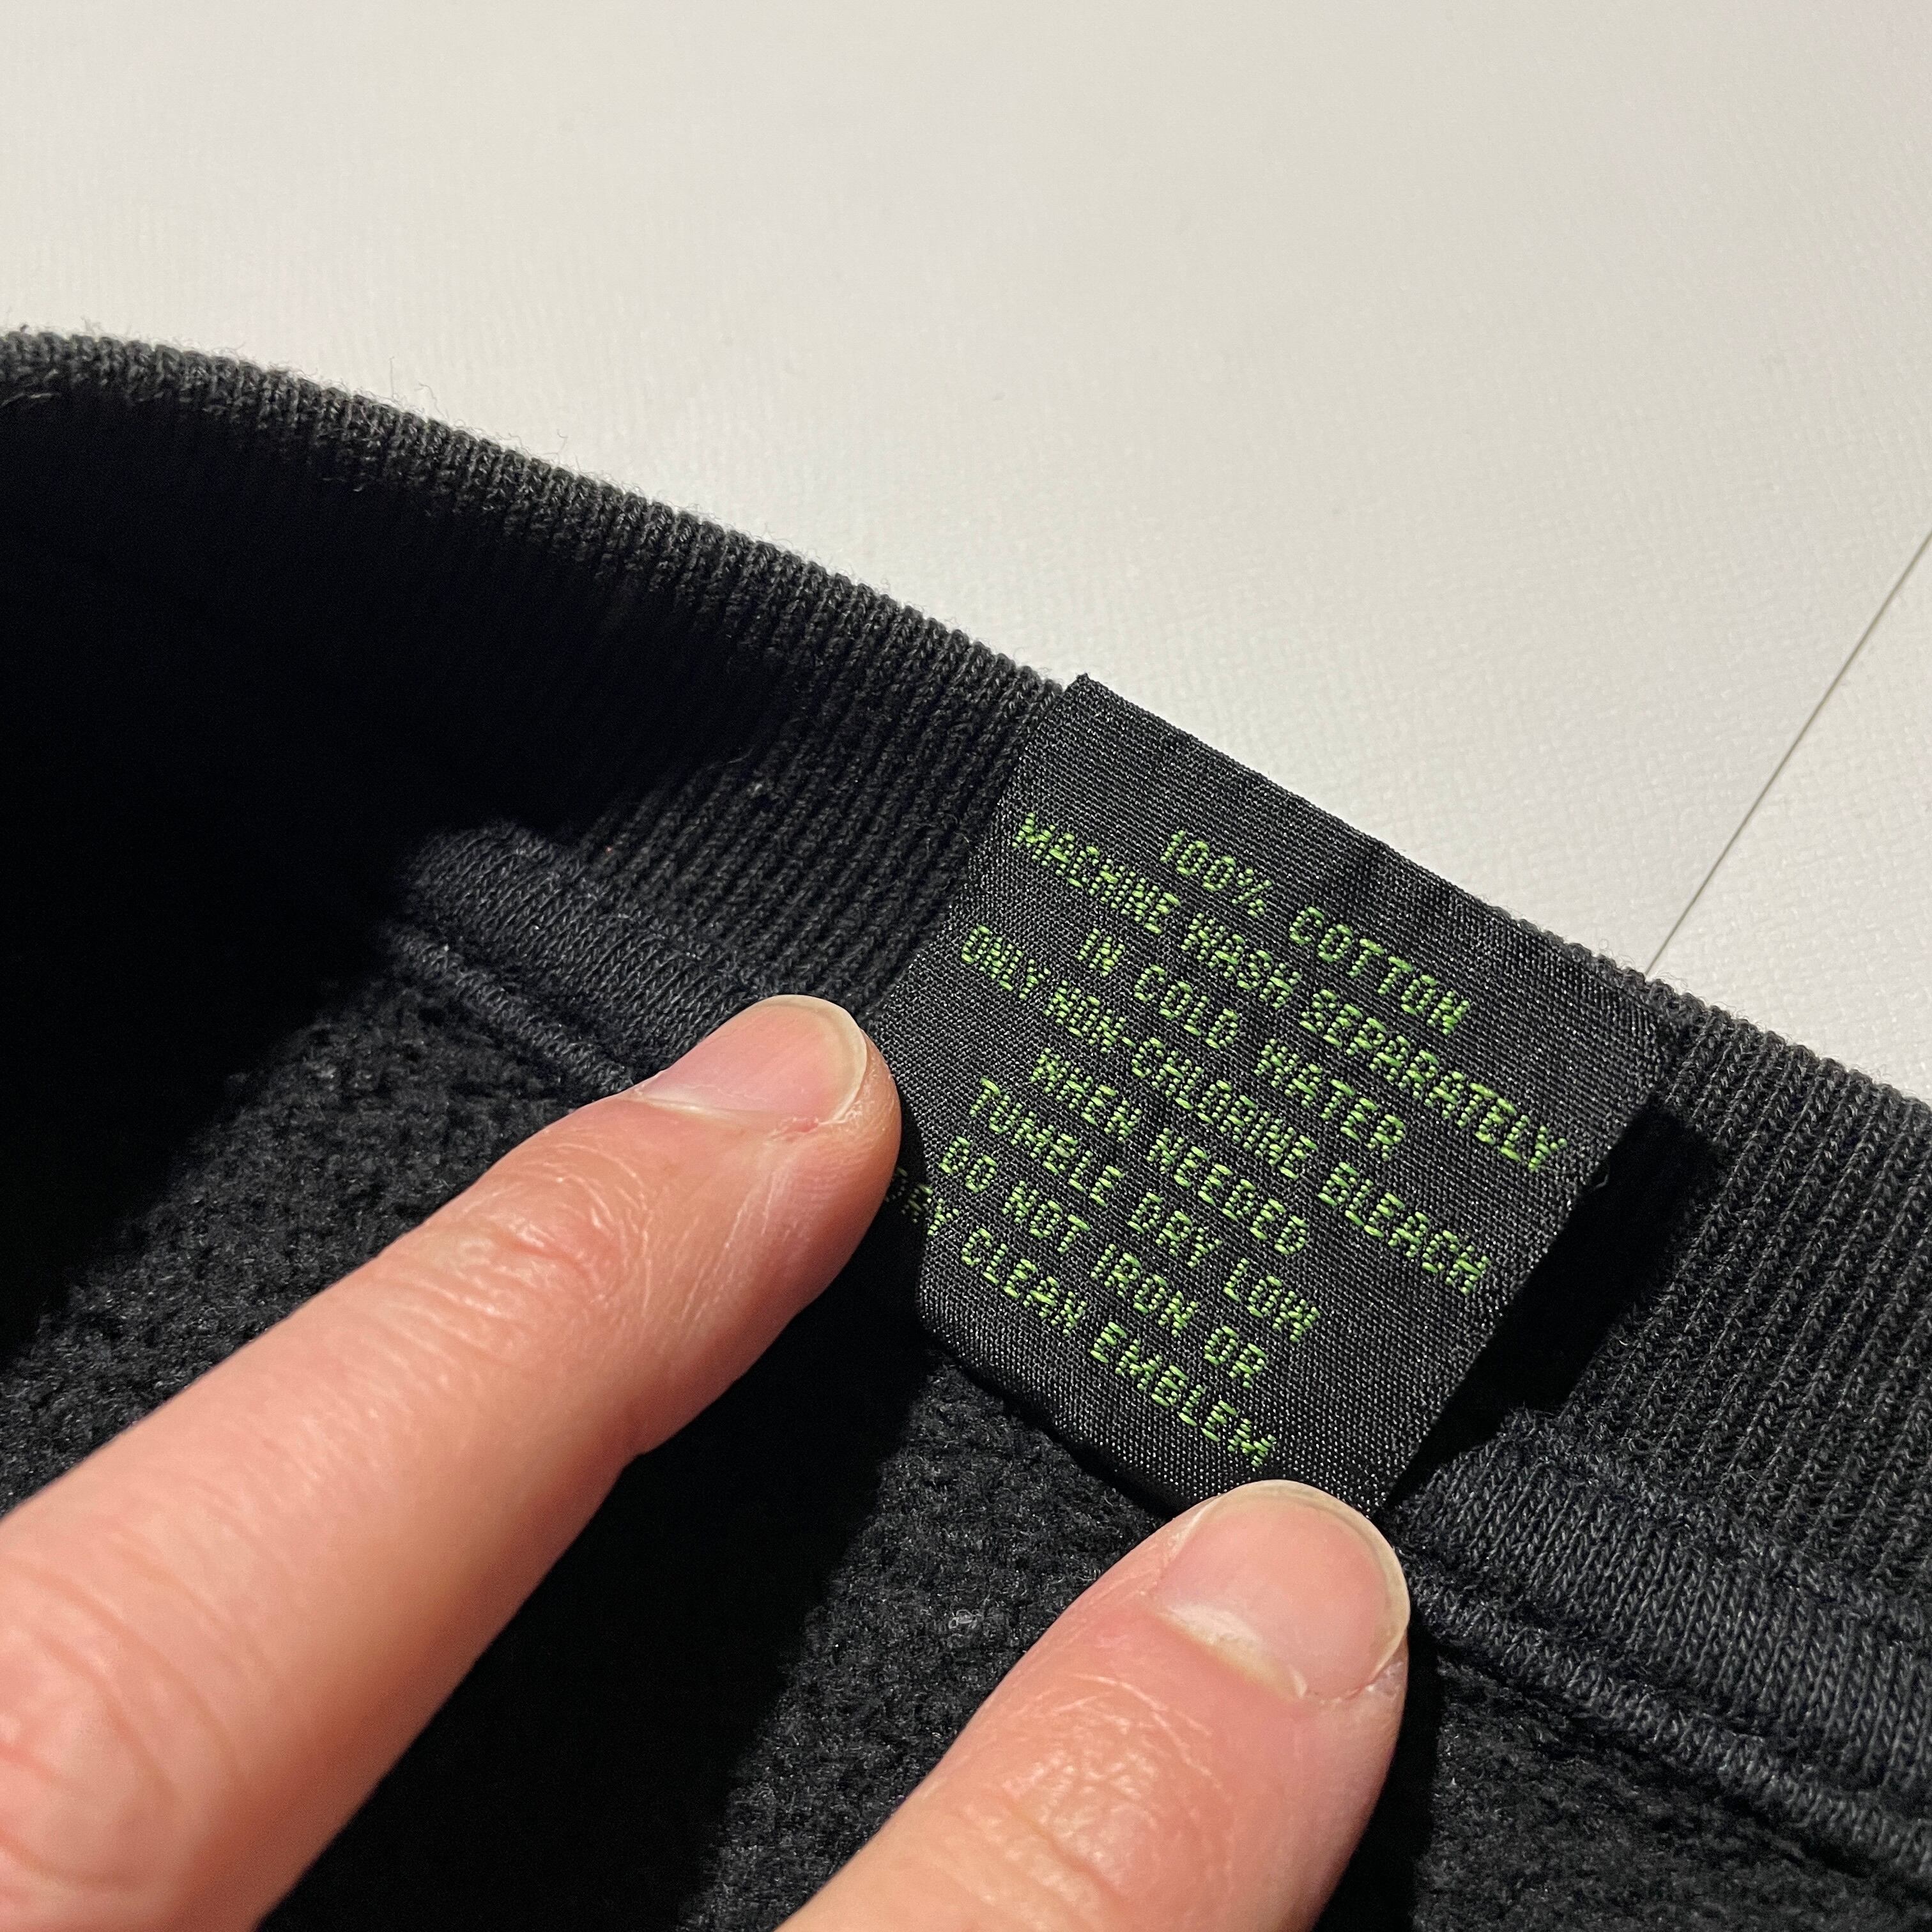 100% COTTON
MACHINE WASH SEPARATELY
IN COLD WATER
ONLY NON-CHLORINE BLEACH
WHEN NEEDED
TUMBLE DRY LOW
DO NOT IRON OR
DRY CLEAN EMBLEM